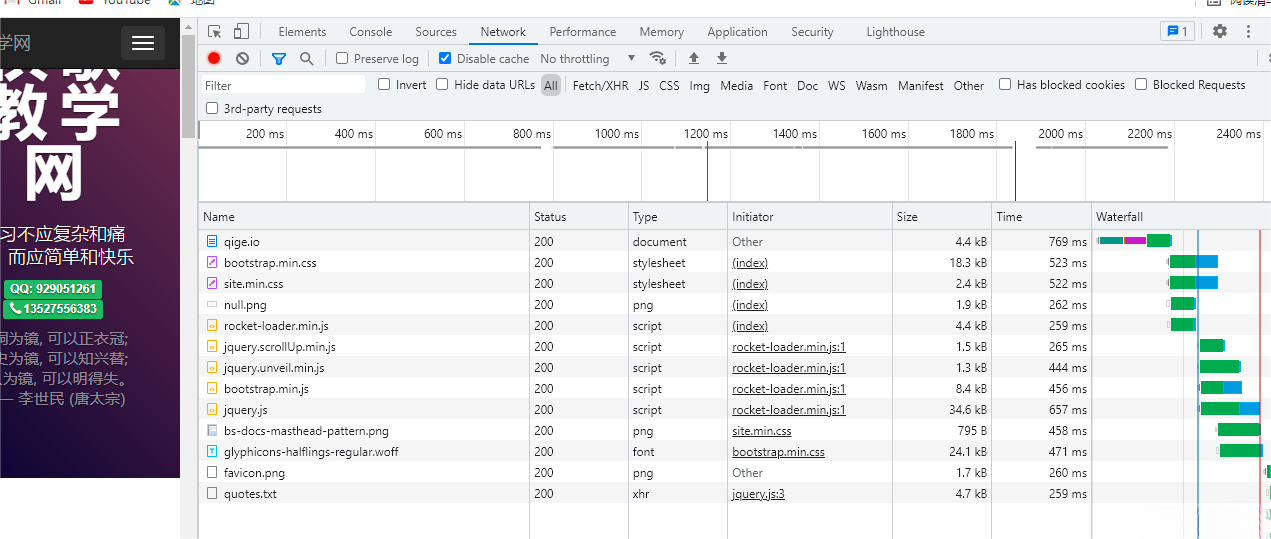 Gmail YouTube 地图 阅读清单
学网
教学
网
习不应复杂和痛
而应简单和快乐
QQ: 929051261
13527556383
为镜, 可以正衣冠;
为镜, 可以知兴替;
为镜, 可以明得失。
— 李世民 (唐太宗)
Elements Console Sources Network Performance Memory Application Security Lighthouse 1
Preserve log Disable cache No throttling
Filter Invert Hide data URLs All Fetch/XHR JS CSS Img Media Font Doc WS Wasm Manifest Other Has blocked cookies Blocked Requests
3rd-party requests
200 ms 400 ms 600 ms 800 ms 1000 ms 1200 ms 1400 ms 1600 ms 1800 ms 2000 ms 2200 ms 2400 ms
Name Status Type Initiator Size Time Waterfall
qige.io 200 document Other 4.4 kB 769 ms
bootstrap.min.css 200 stylesheet (index) 18.3 kB 523 ms
site.min.css 200 stylesheet (index) 2.4 kB 522 ms
null.png 200 png (index) 1.9 kB 262 ms
rocket-loader.min.js 200 script (index) 4.4 kB 259 ms
jquery.scrollUp.min.js 200 script rocket-loader.min.js:1 1.5 kB 265 ms
jquery.unveil.min.js 200 script rocket-loader.min.js:1 1.3 kB 444 ms
bootstrap.min.js 200 script rocket-loader.min.js:1 8.4 kB 456 ms
jquery.js 200 script rocket-loader.min.js:1 34.6 kB 657 ms
bs-docs-masthead-pattern.png 200 png site.min.css 795 B 458 ms
glyphicons-halflings-regular.woff 200 font bootstrap.min.css 24.1 kB 471 ms
favicon.png 200 png Other 1.7 kB 260 ms
quotes.txt 200 xhr jquery.js:3 4.7 kB 259 ms